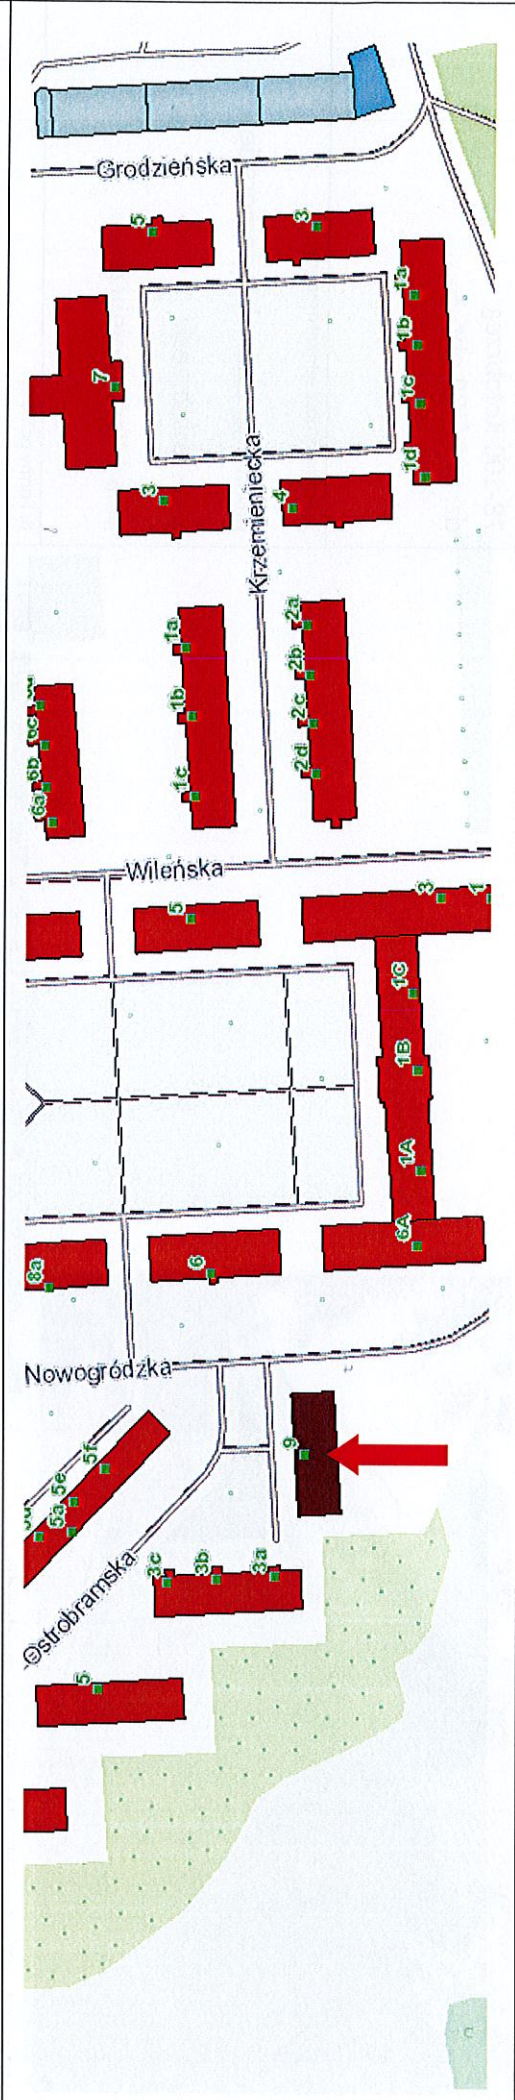 Grodzieńska
5
3
1a
1b
7
1c
1d
3
4
Krzemieniecka
2a
1a
2b
1b
2c
6c
6b
2d
1c
6a
Wileńska
5
3
1
1C
1B
1A
6A
6
8a
Nowogródzka
9
5f
5e
5a
3c
3b
3a
Ostrobramska
5